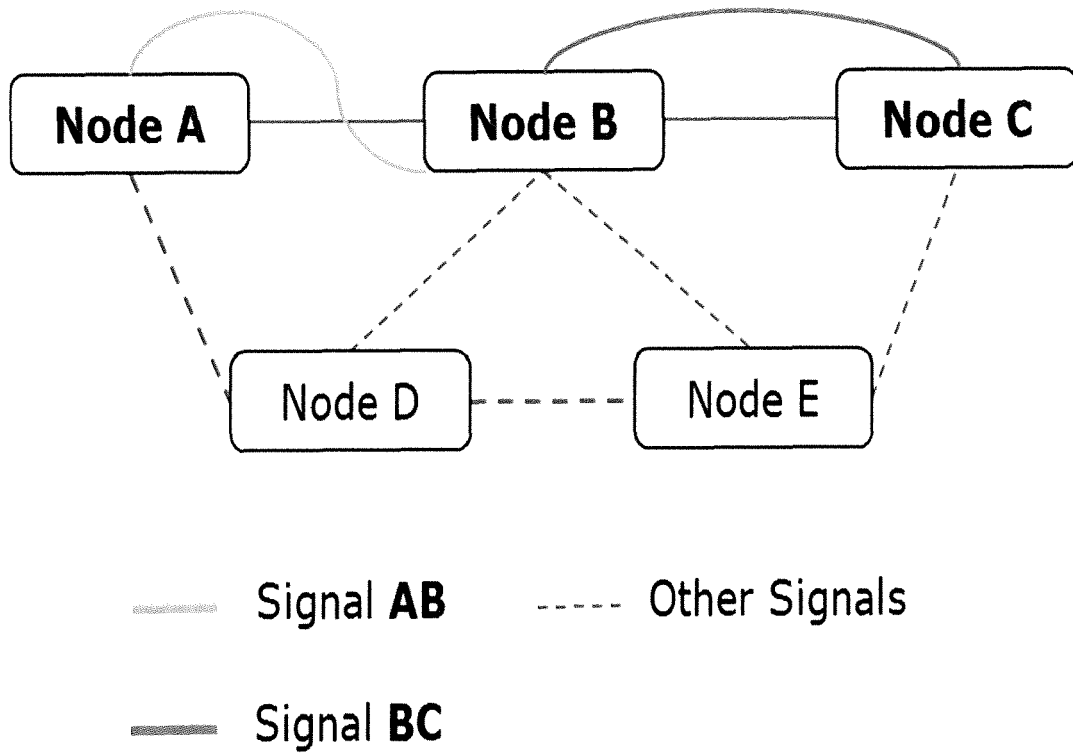 Node A
Node B
Node C
Node D
Node E
Signal AB
Other Signals
Signal BC